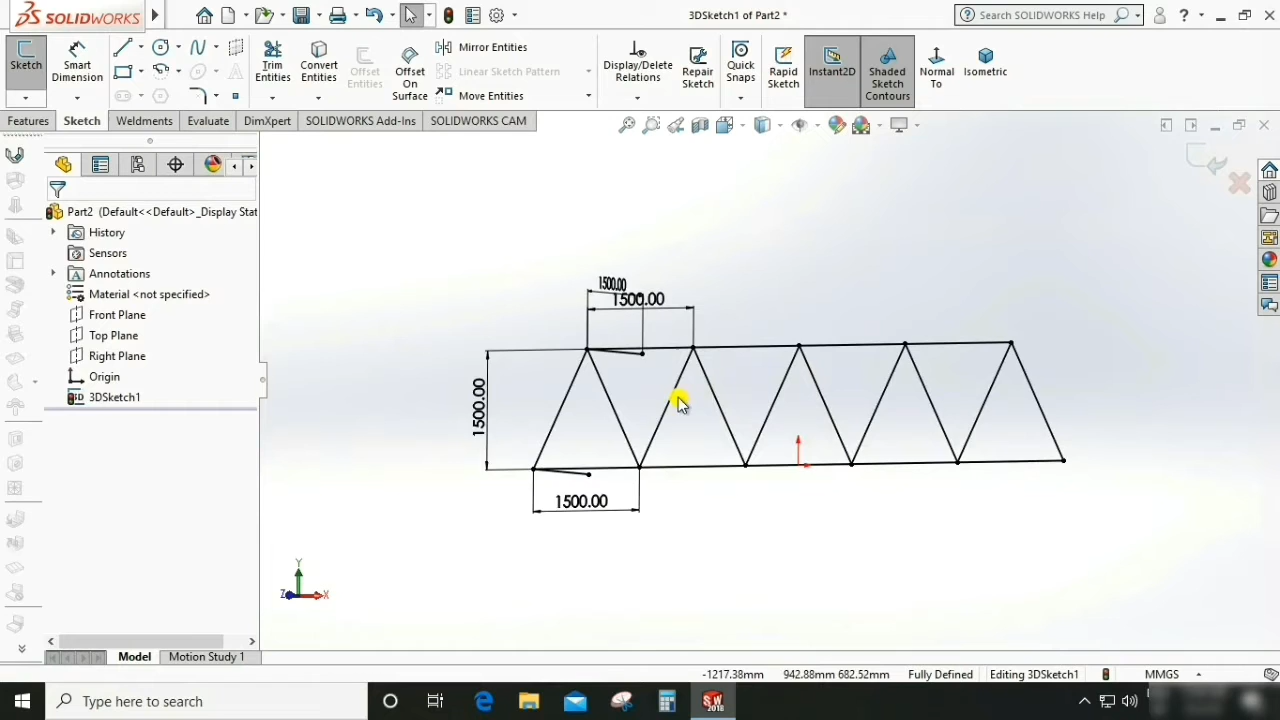 SOLIDWORKS
3DSketch1 of Part2 *
Search SOLIDWORKS Help
?
Sketch
Smart Dimension
Trim Entities
Convert Entities
Offset Entities
Offset On Surface
Mirror Entities
Linear Sketch Pattern
Move Entities
Display/Delete Relations
Repair Sketch
Quick Snaps
Rapid Sketch
Instant2D
Shaded Sketch Contours
Normal To
Isometric
Features
Sketch
Weldments
Evaluate
DimXpert
SOLIDWORKS Add-Ins
SOLIDWORKS CAM
Part2 (Default<<Default>_Display Stat
History
Sensors
Annotations
Material <not specified>
Front Plane
Top Plane
Right Plane
Origin
3DSketch1
1500.00
1500.00
1500.00
1500.00
Y
Z
X
Model
Motion Study 1
-1217.38mm
942.88mm 682.52mm
Fully Defined
Editing 3DSketch1
MMGS
Type here to search
SW
2018